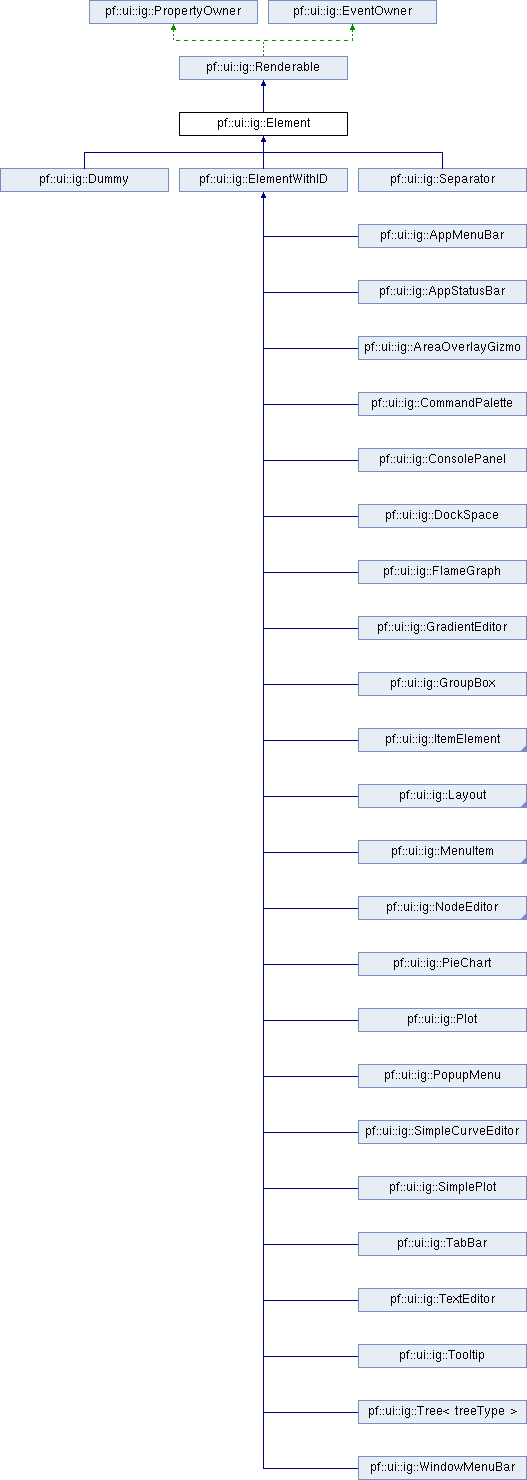 pf::ui::ig::PropertyOwner
pf::ui::ig::EventOwner
pf::ui::ig::Renderable
pf::ui::ig::Element
pf::ui::ig::Dummy
pf::ui::ig::ElementWithID
pf::ui::ig::Separator
pf::ui::ig::AppMenuBar
pf::ui::ig::AppStatusBar
pf::ui::ig::AreaOverlayGizmo
pf::ui::ig::CommandPalette
pf::ui::ig::ConsolePanel
pf::ui::ig::DockSpace
pf::ui::ig::FlameGraph
pf::ui::ig::GradientEditor
pf::ui::ig::GroupBox
pf::ui::ig::ItemElement
pf::ui::ig::Layout
pf::ui::ig::MenuItem
pf::ui::ig::NodeEditor
pf::ui::ig::PieChart
pf::ui::ig::Plot
pf::ui::ig::PopupMenu
pf::ui::ig::SimpleCurveEditor
pf::ui::ig::SimplePlot
pf::ui::ig::TabBar
pf::ui::ig::TextEditor
pf::ui::ig::Tooltip
pf::ui::ig::Tree< treeType >
pf::ui::ig::WindowMenuBar